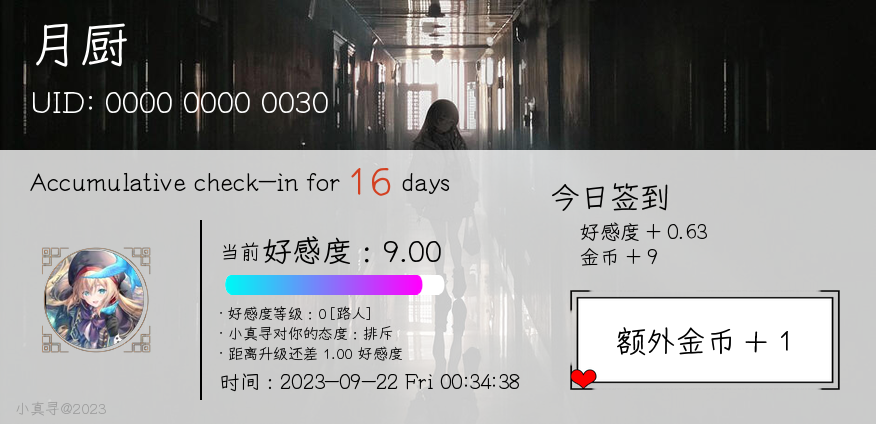 月厨
UID: 0000 0000 0030
Accumulative check-in for 16 days
今日签到
好感度 + 0.63
金币 + 9
当前好感度：9.00
· 好感度等级：0 [路人]
· 小真寻对你的态度：排斥
· 距离升级还差 1.00 好感度
时间：2023-09-22 Fri 00:34:38
额外金币 + 1
小真寻@2023